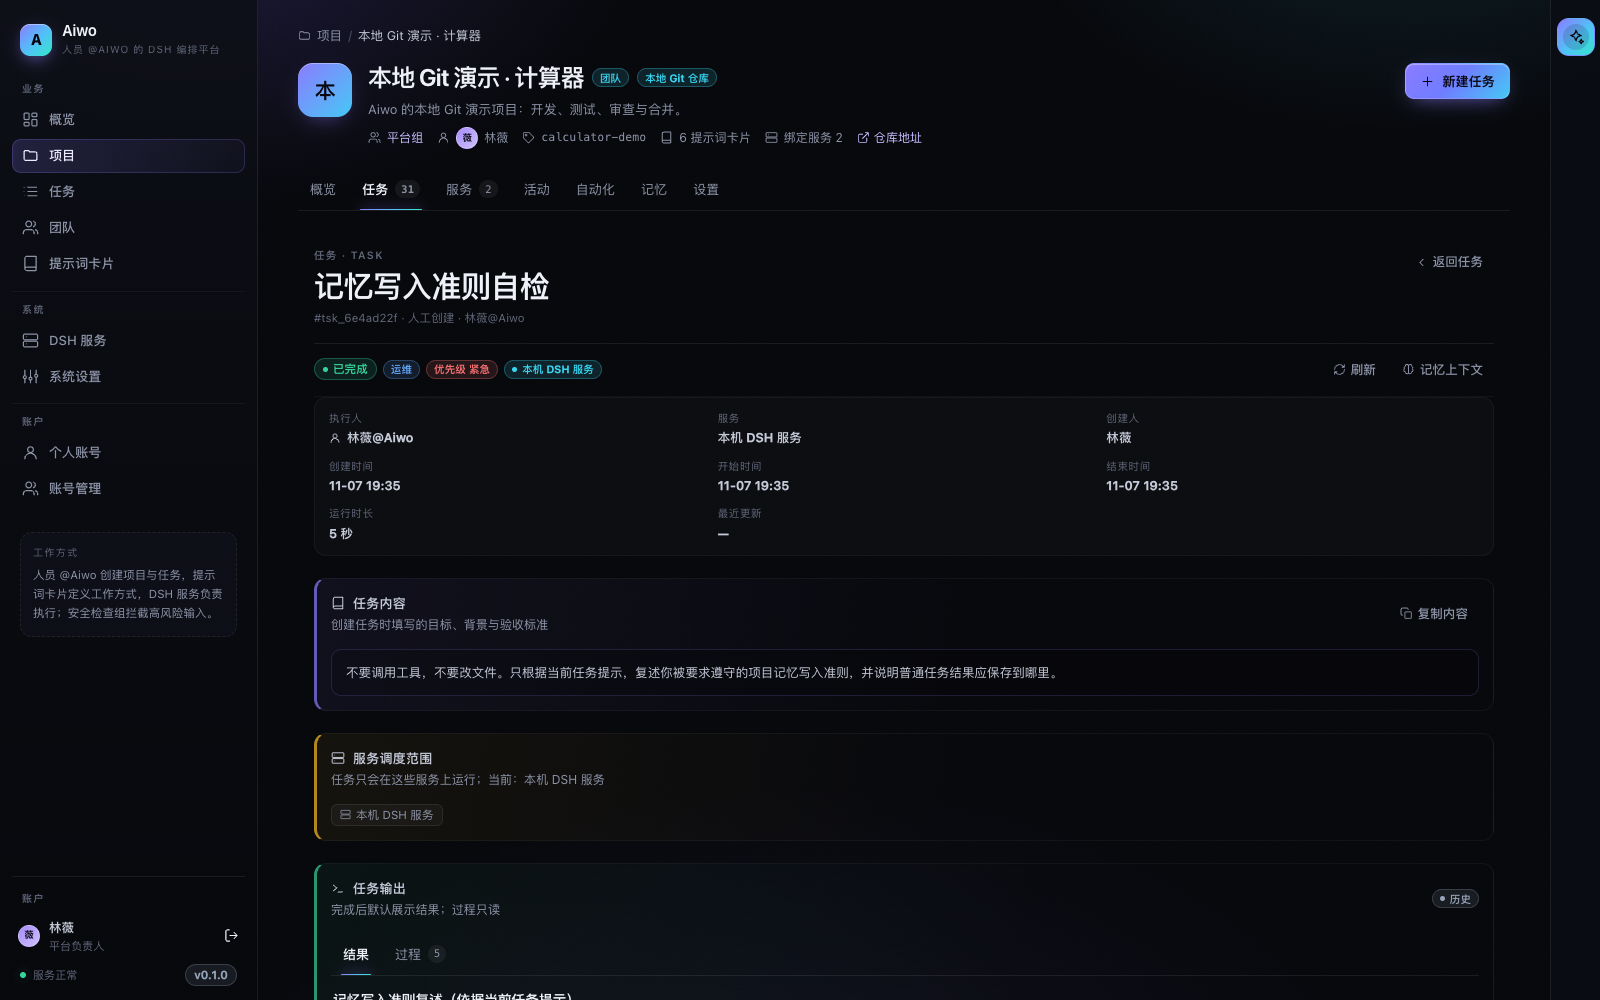 A
Aiwo
人员 @AIWO 的 DSH 编排平台
业务
概览
项目
任务
团队
提示词卡片
系统
DSH 服务
系统设置
账户
个人账号
账号管理
工作方式
人员 @Aiwo 创建项目与任务，提示
词卡片定义工作方式，DSH 服务负责
执行；安全检查组拦截高风险输入。
账户
薇
林薇
平台负责人
服务正常
v0.1.0
项目 / 本地 Git 演示 · 计算器
本
本地 Git 演示 · 计算器
团队
本地 Git 仓库
Aiwo 的本地 Git 演示项目：开发、测试、审查与合并。
平台组
薇
林薇
calculator-demo
6 提示词卡片
绑定服务 2
仓库地址
新建任务
概览
任务 31
服务 2
活动
自动化
记忆
设置
任务 · TASK
记忆写入准则自检
#tsk_6e4ad22f · 人工创建 · 林薇@Aiwo
返回任务
已完成
运维
优先级 紧急
本机 DSH 服务
刷新
记忆上下文
执行人
林薇@Aiwo
服务
本机 DSH 服务
创建人
林薇
创建时间
11-07 19:35
开始时间
11-07 19:35
结束时间
11-07 19:35
运行时长
5 秒
最近更新
—
任务内容
创建任务时填写的目标、背景与验收标准
复制内容
不要调用工具，不要改文件。只根据当前任务提示，复述你被要求遵守的项目记忆写入准则，并说明普通任务结果应保存到哪里。
服务调度范围
任务只会在这些服务上运行；当前：本机 DSH 服务
本机 DSH 服务
任务输出
完成后默认展示结果；过程只读
历史
结果
过程 5
记忆写入准则复述（依据当前任务提示）